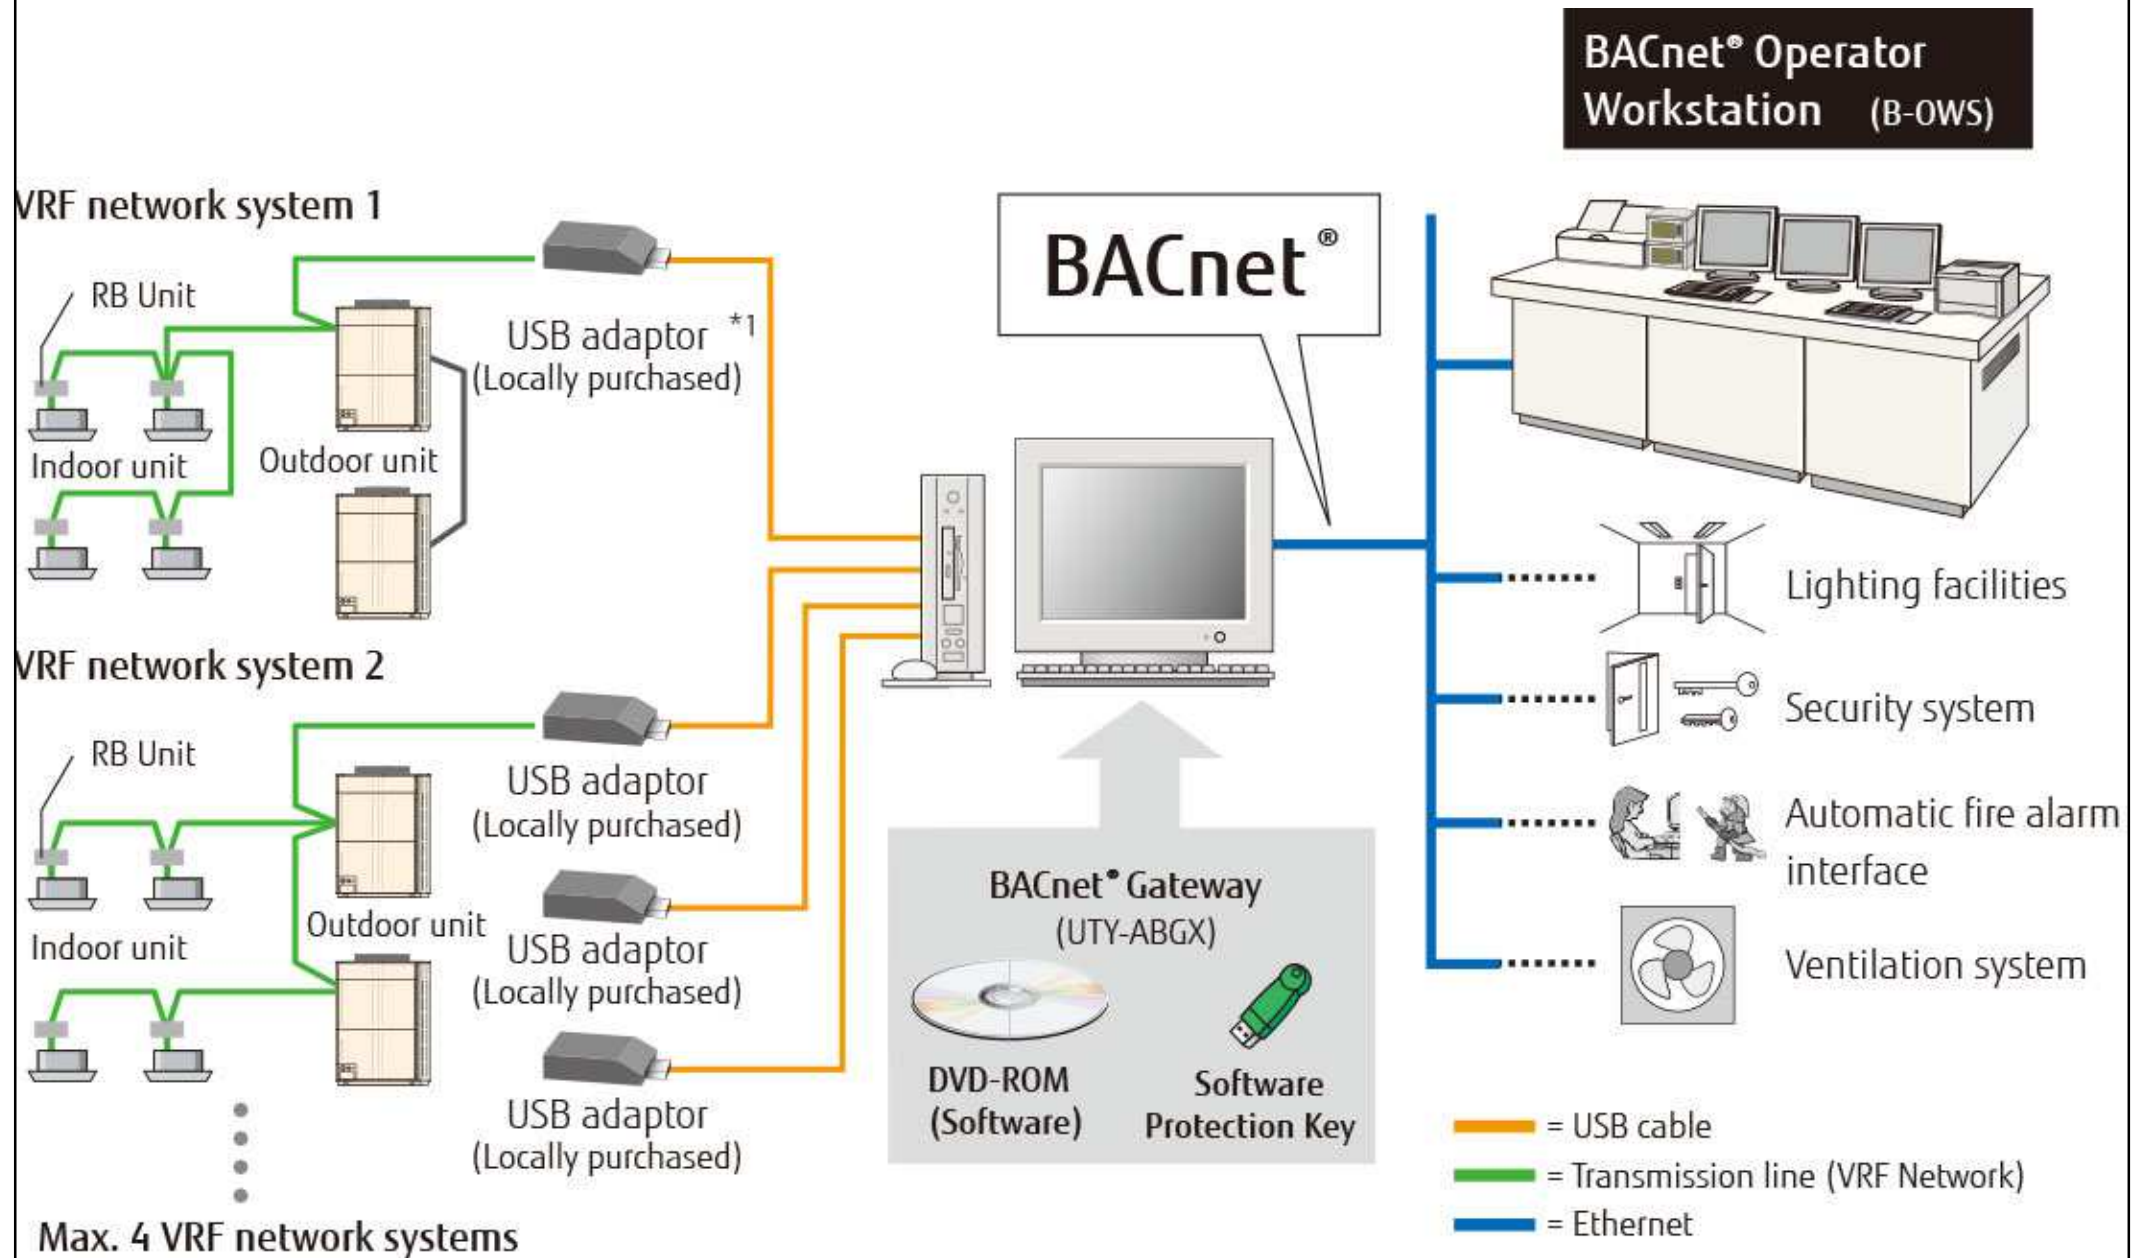 BACnet® Operator
Workstation (B-OWS)
VRF network system 1
RB Unit
USB adaptor *1
(Locally purchased)
Indoor unit
Outdoor unit
BACnet®
VRF network system 2
RB Unit
USB adaptor
(Locally purchased)
Outdoor unit
Indoor unit
USB adaptor
(Locally purchased)
USB adaptor
(Locally purchased)
Max. 4 VRF network systems
BACnet® Gateway
(UTY-ABGX)
DVD-ROM
(Software)
Software
Protection Key
Lighting facilities
Security system
Automatic fire alarm
interface
Ventilation system
= USB cable
= Transmission line (VRF Network)
= Ethernet